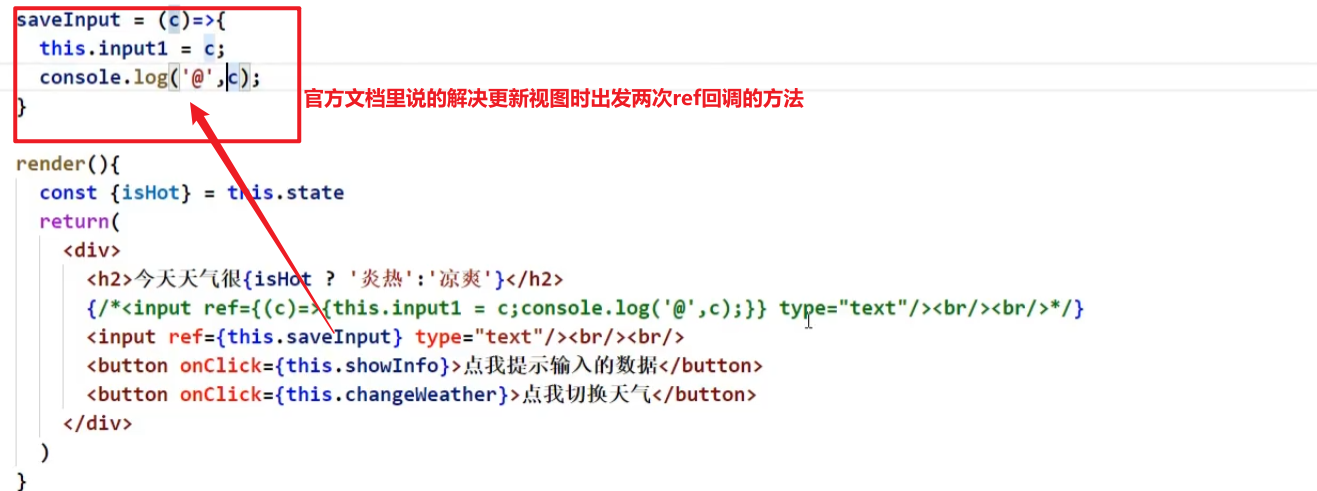 saveInput = (c)=>{
this.input1 = c;
console.log('@',c);
}
官方文档里说的解决更新视图时出发两次ref回调的方法
render(){
const {isHot} = this.state
return(
<div>
<h2>今天天气很{isHot ? '炎热':'凉爽'}</h2>
{/*<input ref={(c)=>{this.input1 = c;console.log('@',c);}} type="text"/><br/><br/>*/}
<input ref={this.saveInput} type="text"/><br/><br/>
<button onClick={this.showInfo}>点我提示输入的数据</button>
<button onClick={this.changeWeather}>点我切换天气</button>
</div>
)
}